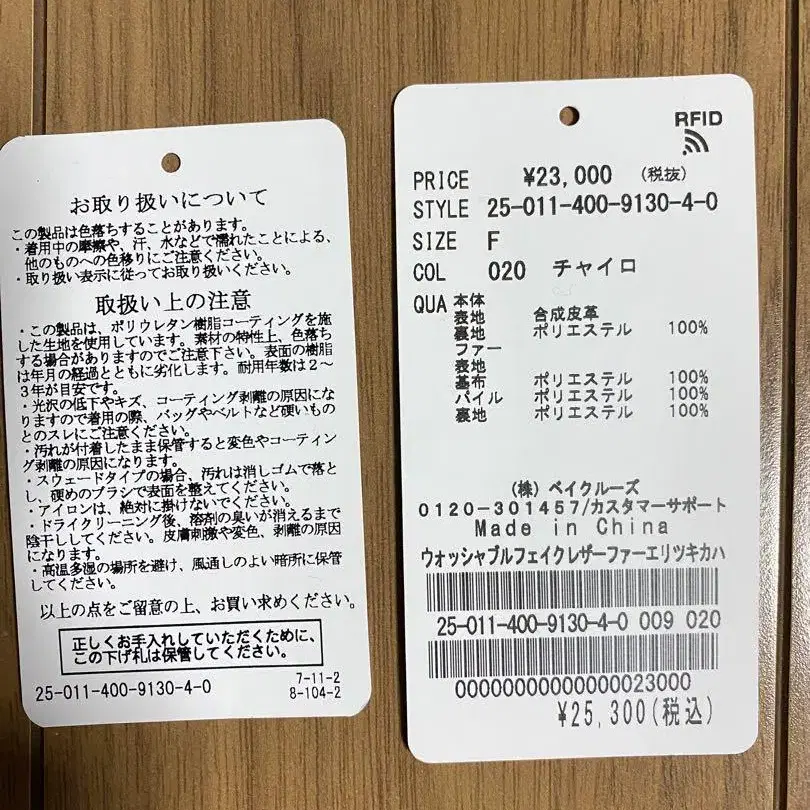 お取り扱いについて
この製品は色落ちすることがあります。
・着用中の摩擦や、汗、水などで濡れたことによる、
他のものへの色移りにご注意ください。
・取り扱い表示に従ってお取り扱いください。
取扱い上の注意
・この製品は、ポリウレタン樹脂コーティングを施
した生地を使用しています。素材の特性上、色落ち
する場合がありますのでご注意下さい。表面の樹脂
は年月の経過とともに劣化します。耐用年数は2～
3年が目安です。
・光沢の低下やキズ、コーティング剥離の原因にな
りますので着用の際、バッグやベルトなど硬いもの
とのスレにご注意ください。
・汚れが付着したまま保管すると変色やコーティン
グ剥離の原因になります。
・スウェードタイプの場合、汚れは消しゴムで落と
し、硬めのブラシで表面を整えてください。
・アイロンは、絶対に掛けないでください。
・ドライクリーニング後、溶剤の臭いが消えるまで
陰干ししてください。皮膚刺激や変色、剥離の原因
になります。
・高温多湿の場所を避け、風通しのよい暗所に保管
してください。
以上の点をご留意の上、お買い求めください。
正しくお手入れしていただくために、
この下げ札は保管してください。
7-11-2
25-011-400-9130-4-0
8-104-2
RFID
PRICE ¥23,000 (税抜)
STYLE 25-011-400-9130-4-0
SIZE F
COL 020 チャイロ
QUA 本体
表地 合成皮革
裏地 ポリエステル 100%
ファー
表地
基布 ポリエステル 100%
パイル ポリエステル 100%
裏地 ポリエステル 100%
(株) ベイクルーズ
0120-301457/カスタマーサポート
Made in China
ウォッシャブルフェイクレザーファーエリツキカハ
25-011-400-9130-4-0 009 020
00000000000000023000
¥25,300(税込)